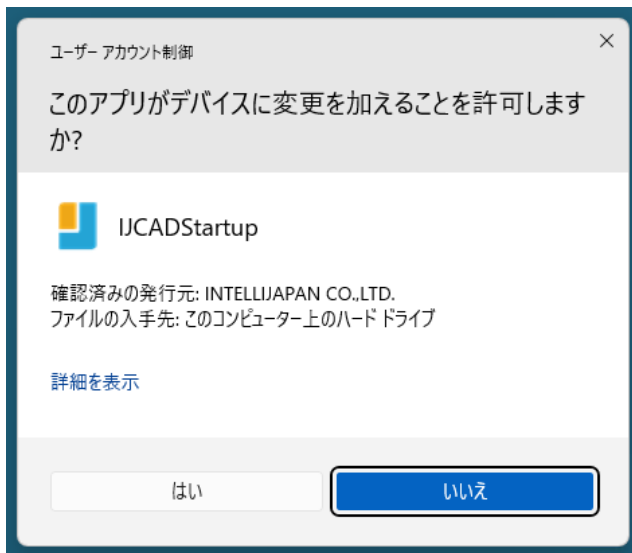 ユーザー アカウント制御
このアプリがデバイスに変更を加えることを許可します
か?
IJCADStartup
確認済みの発行元: INTELLIJAPAN CO.,LTD.
ファイルの入手先: このコンピューター上のハード ドライブ
詳細を表示
はい
いいえ